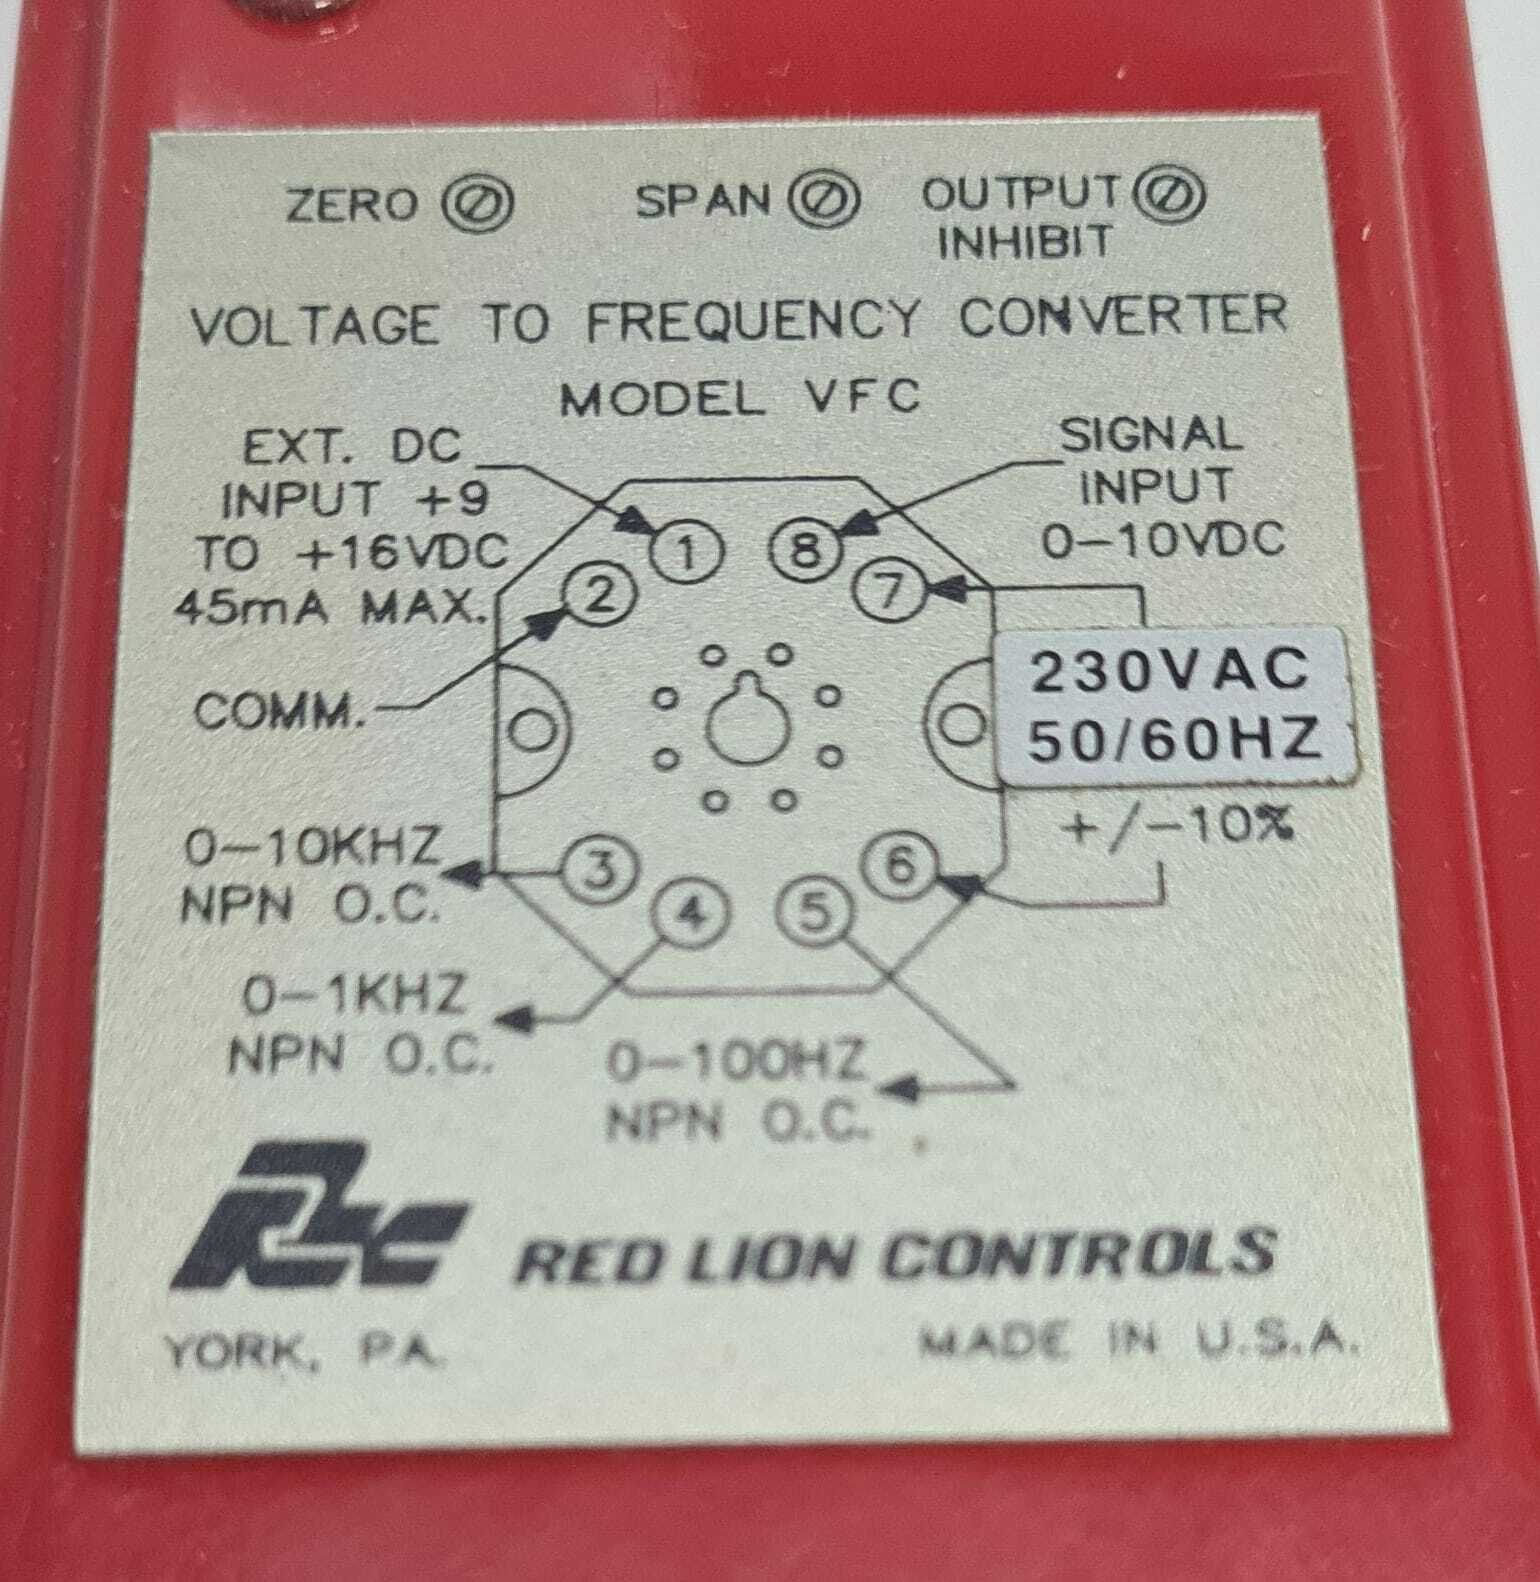 ZERO SPAN OUTPUT
INHIBIT
VOLTAGE TO FREQUENCY CONVERTER
MODEL VFC
EXT. DC
INPUT +9
TO +16VDC
45mA MAX.
SIGNAL
INPUT
0-10VDC
1 8
2 7
COMM.
230VAC
50/60HZ
+/-10%
0-10KHZ
NPN O.C.
3 6
4 5
0-1KHZ
NPN O.C.
0-100HZ
NPN O.C.
RLC RED LION CONTROLS
YORK, PA. MADE IN U.S.A.